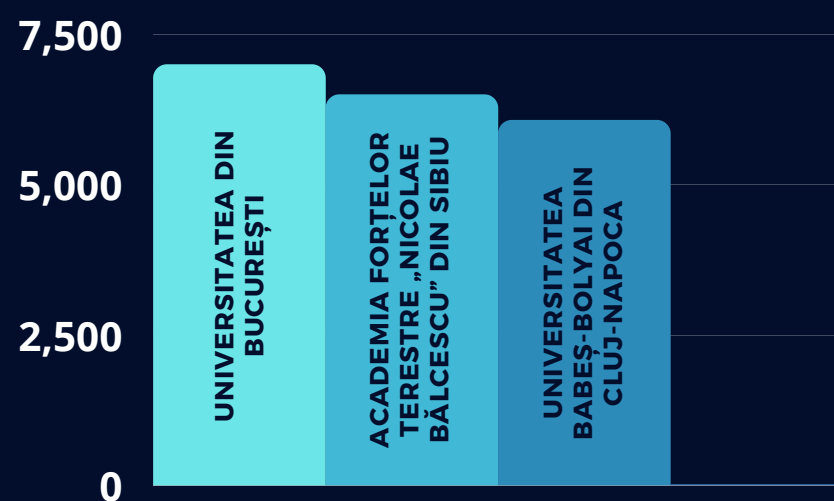 7,500
5,000
2,500
0
UNIVERSITATEA DIN
BUCUREȘTI
ACADEMIA FORȚELOR
TERESTRE „NICOLAE
BĂLCESCU” DIN SIBIU
UNIVERSITATEA
BABEȘ-BOLYAI DIN
CLUJ-NAPOCA